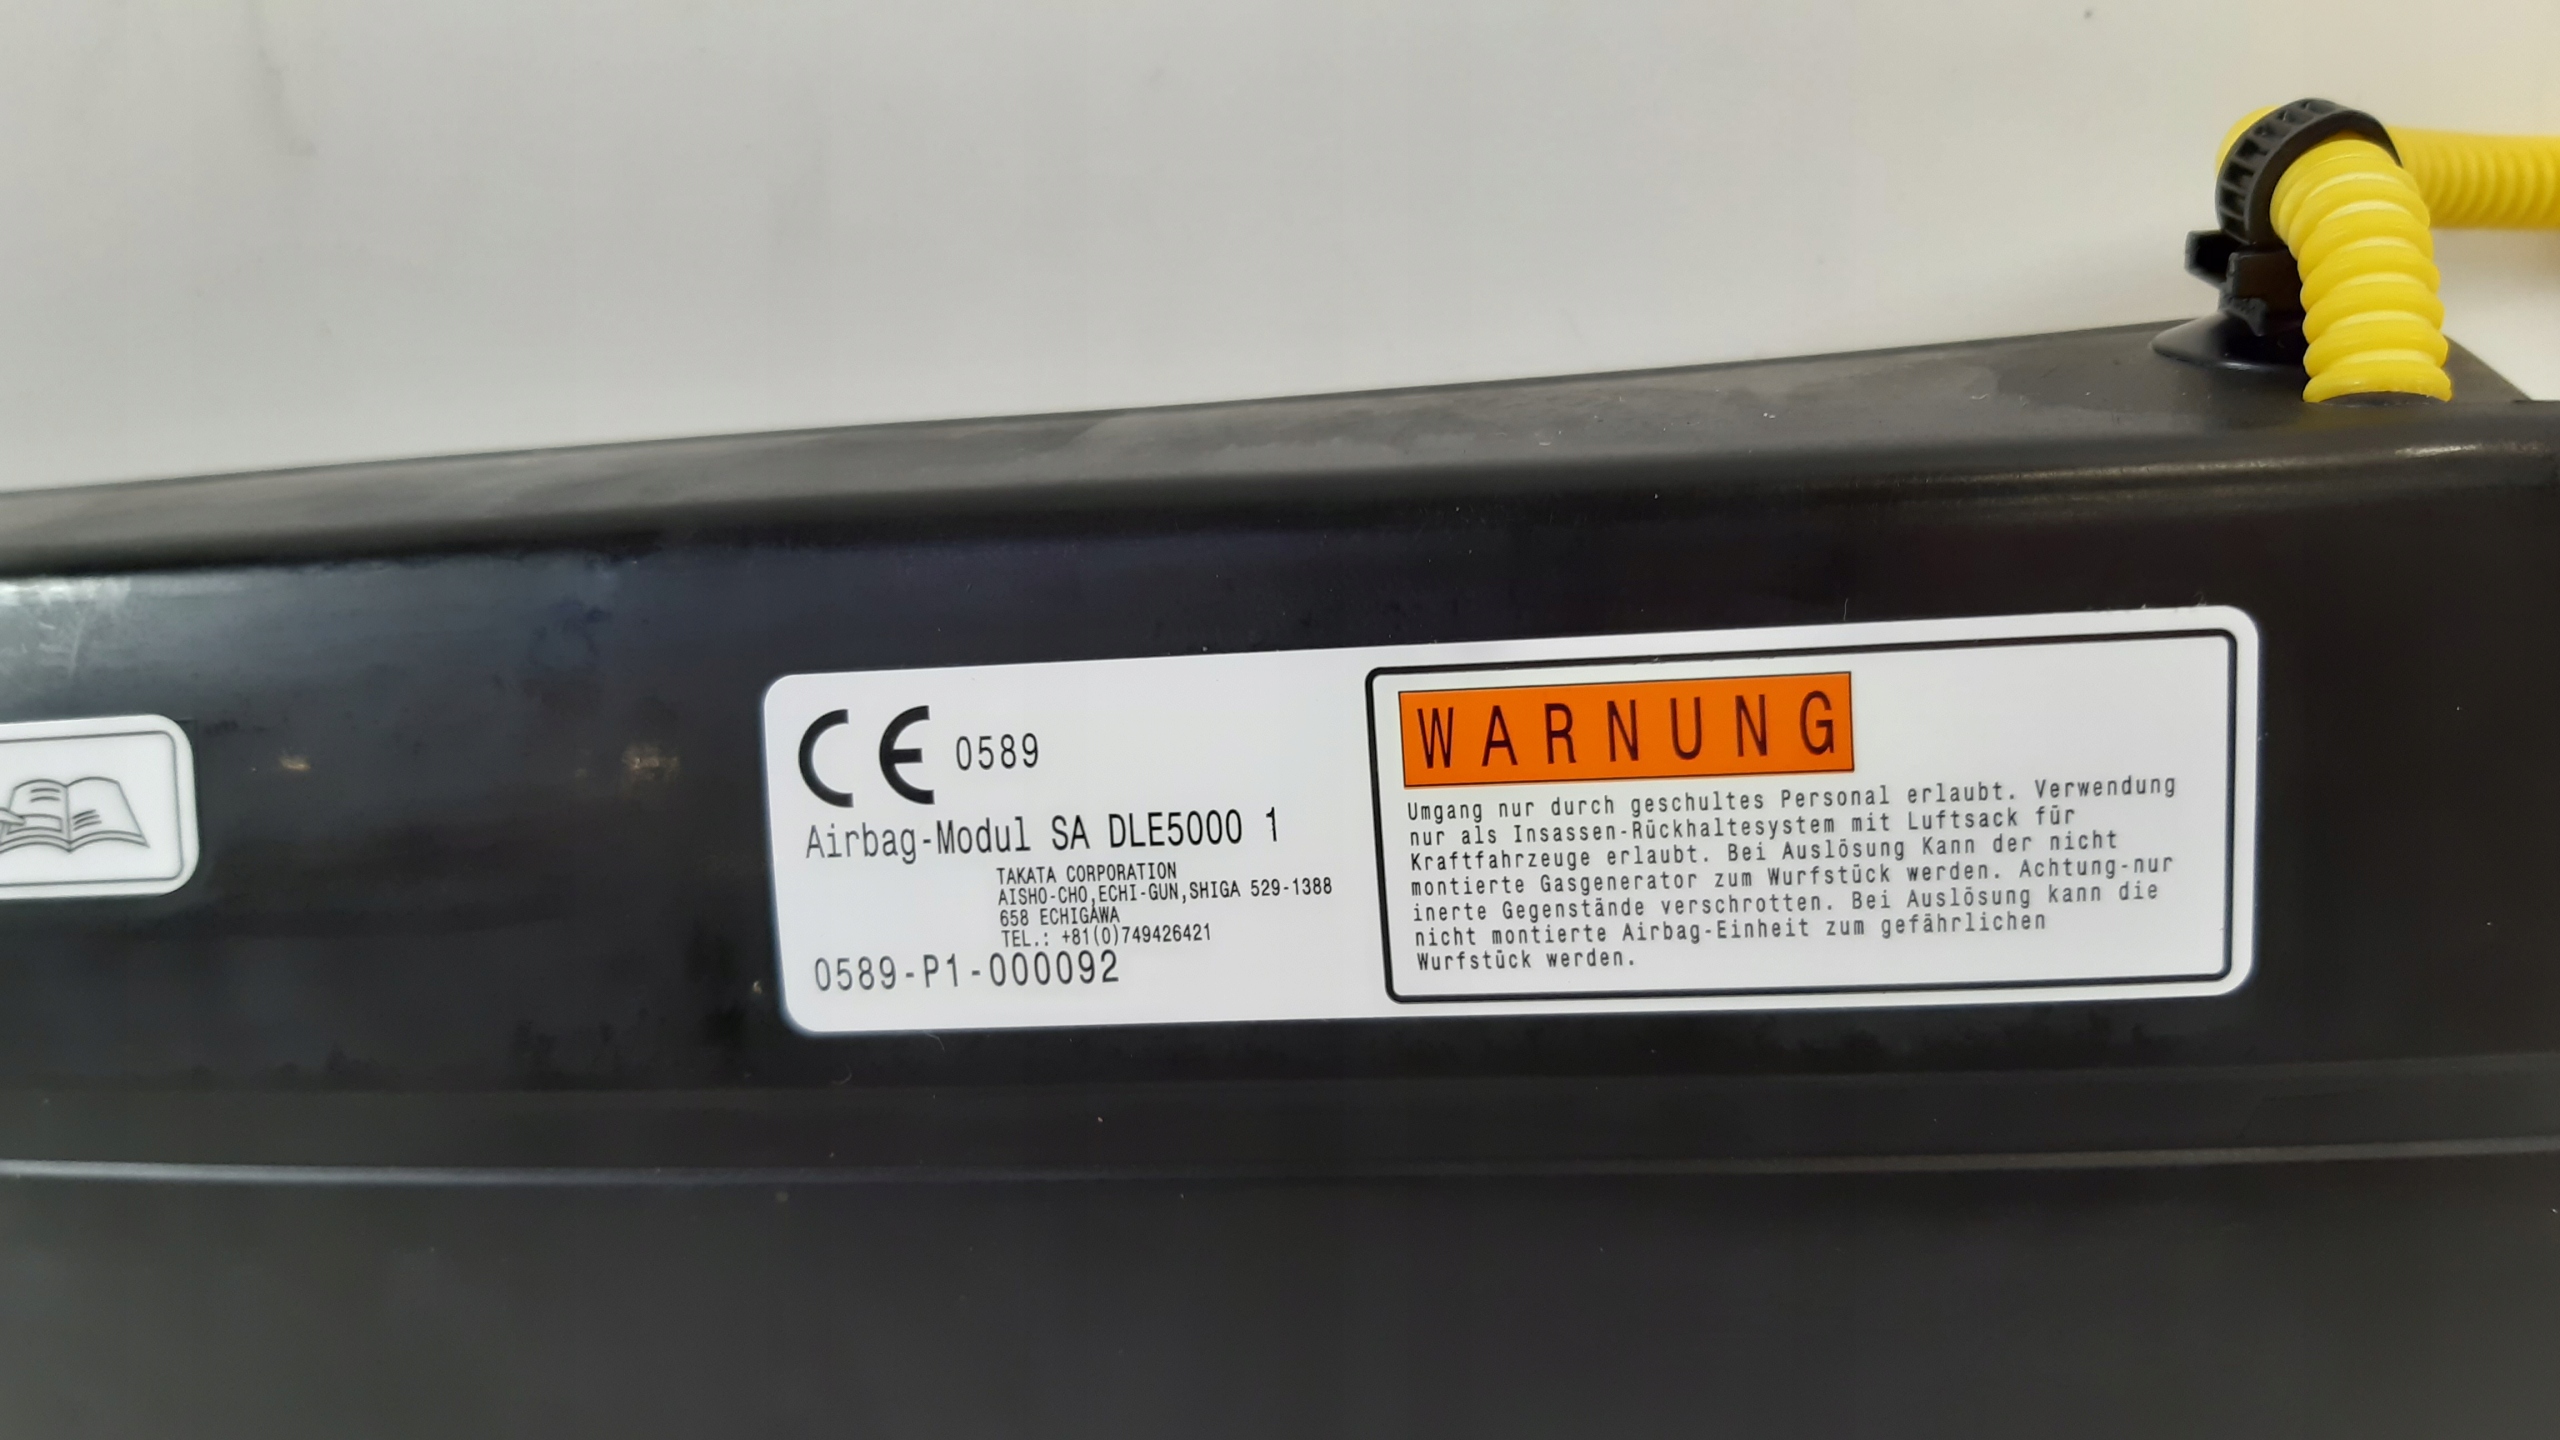 CE 0589
Airbag-Modul SA DLE5000 1
TAKATA CORPORATION
AISHO-CHO,ECHI-GUN,SHIGA 529-1388
658 ECHIGAWA
TEL.: +81(0)749426421
0589-P1-000092
WARNUNG
Umgang nur durch geschultes Personal erlaubt. Verwendung
nur als Insassen-Rückhaltesystem mit Luftsack für
Kraftfahrzeuge erlaubt. Bei Auslösung Kann der nicht
montierte Gasgenerator zum Wurfstück werden. Achtung-nur
inerte Gegenstände verschrotten. Bei Auslösung kann die
nicht montierte Airbag-Einheit zum gefährlichen
Wurfstück werden.